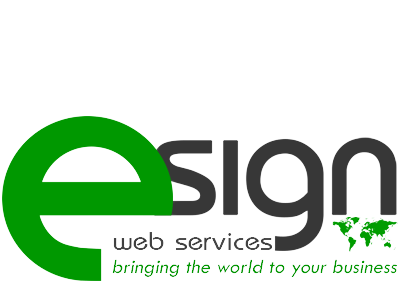 esign
web services
bringing the world to your business